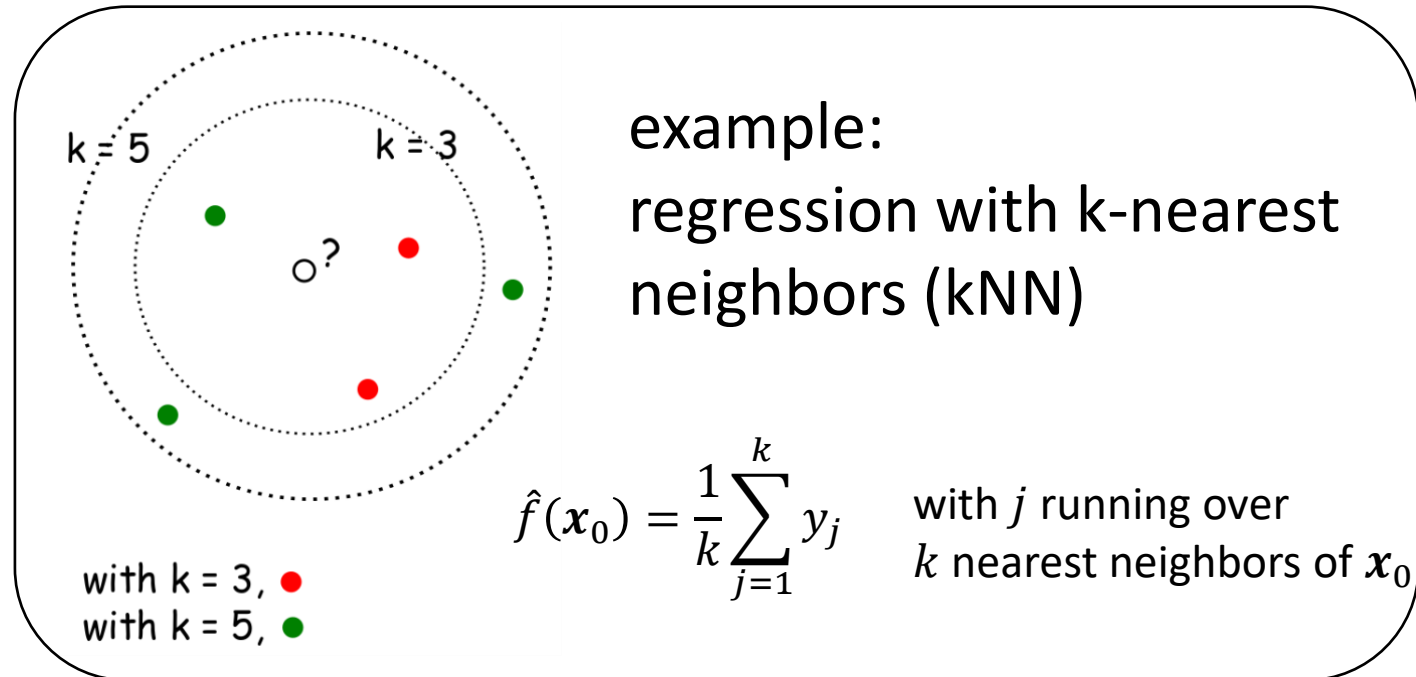 k = 5
k = 3
?
example:
regression with k-nearest
neighbors (kNN)
f̂(𝒙₀) = 1/k ∑_{j=1}^{k} y_j
with j running over
k nearest neighbors of 𝒙₀
with k = 3,
with k = 5,